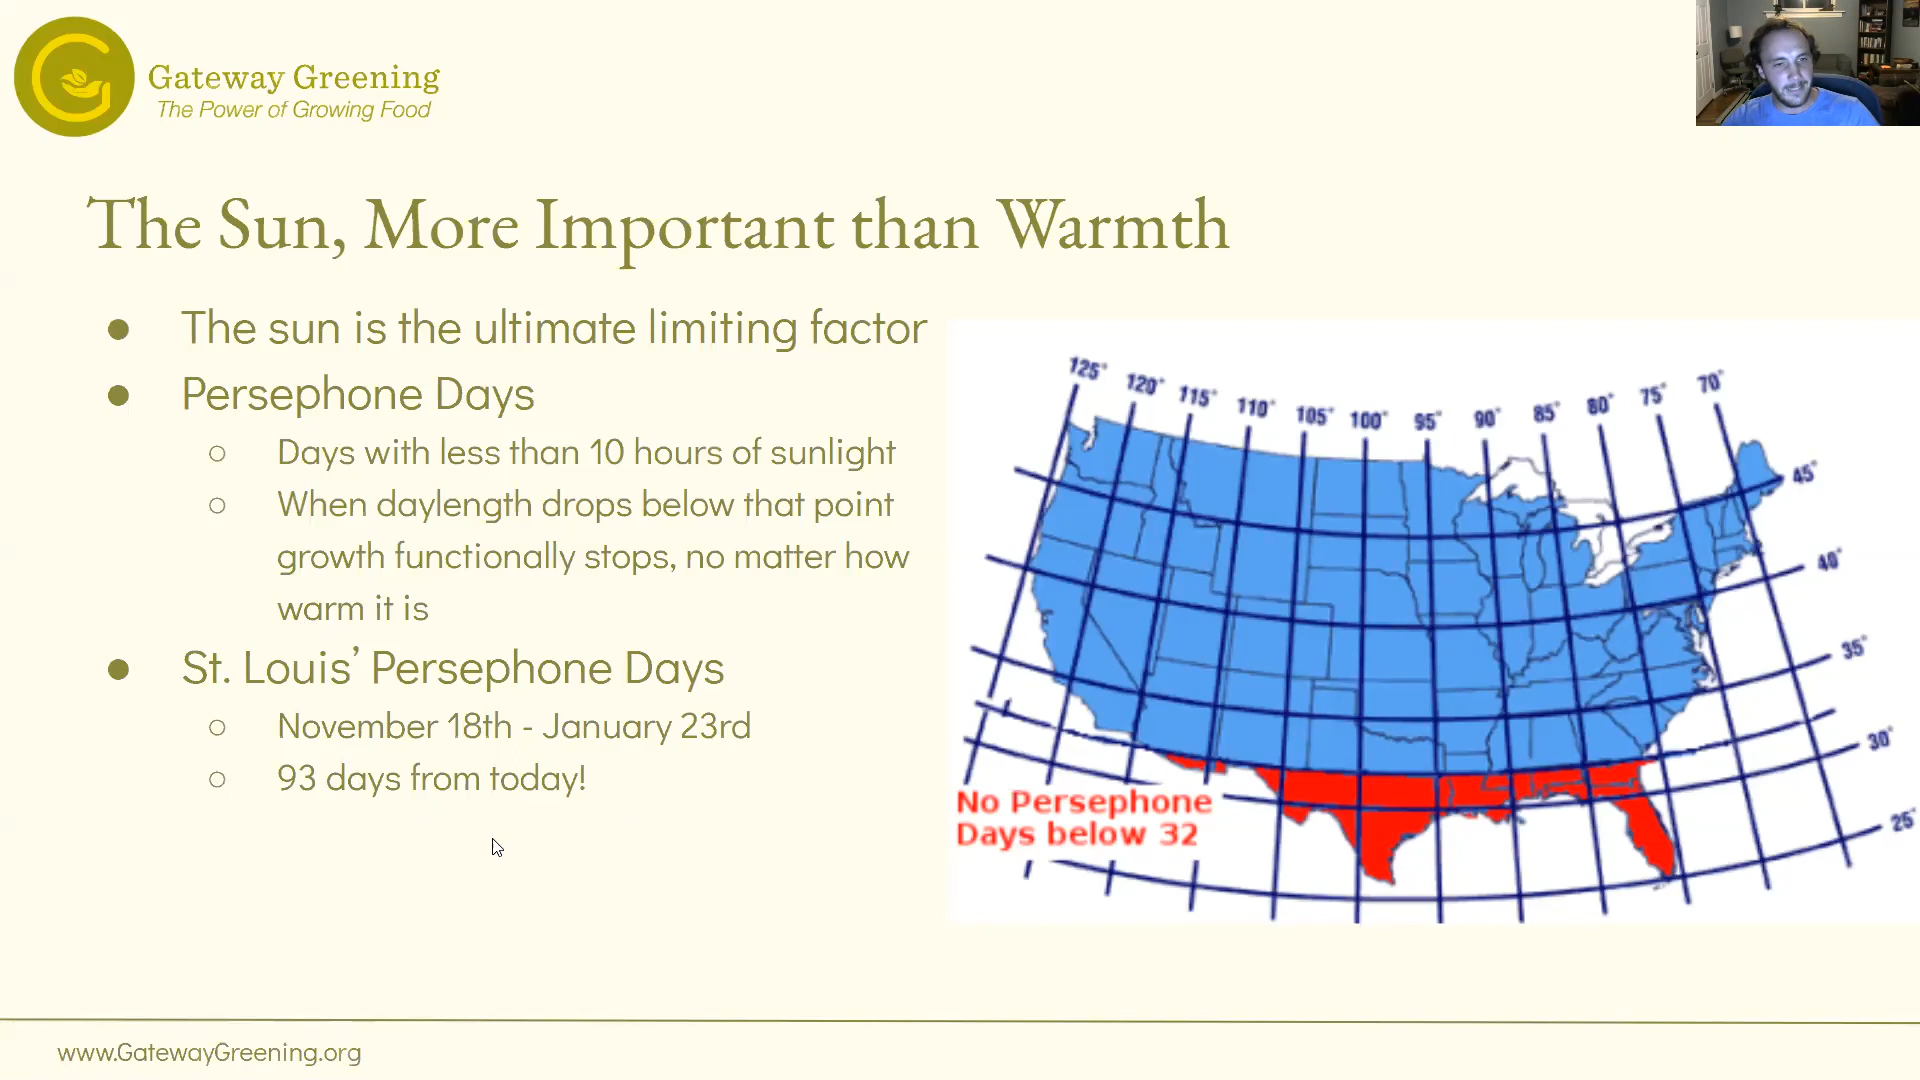 Gateway Greening
The Power of Growing Food
The Sun, More Important than Warmth
● The sun is the ultimate limiting factor
● Persephone Days
○ Days with less than 10 hours of sunlight
○ When daylength drops below that point
growth functionally stops, no matter how
warm it is
● St. Louis’ Persephone Days
○ November 18th - January 23rd
○ 93 days from today!
125° 120° 115° 110° 105° 100° 95° 90° 85° 80° 75° 70°
45°
40°
35°
30°
25°
No Persephone
Days below 32
www.GatewayGreening.org